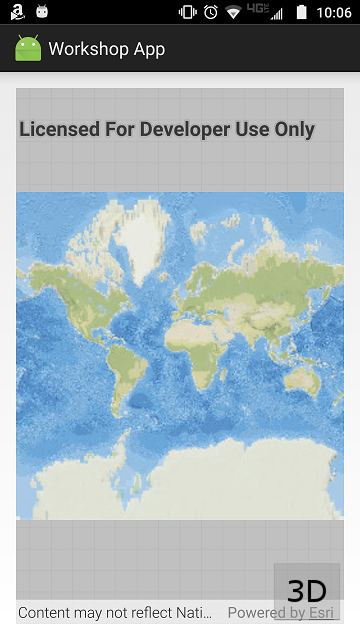 4G 10:06
Workshop App
Licensed For Developer Use Only
3D
Content may not reflect Nati... Powered by Esri